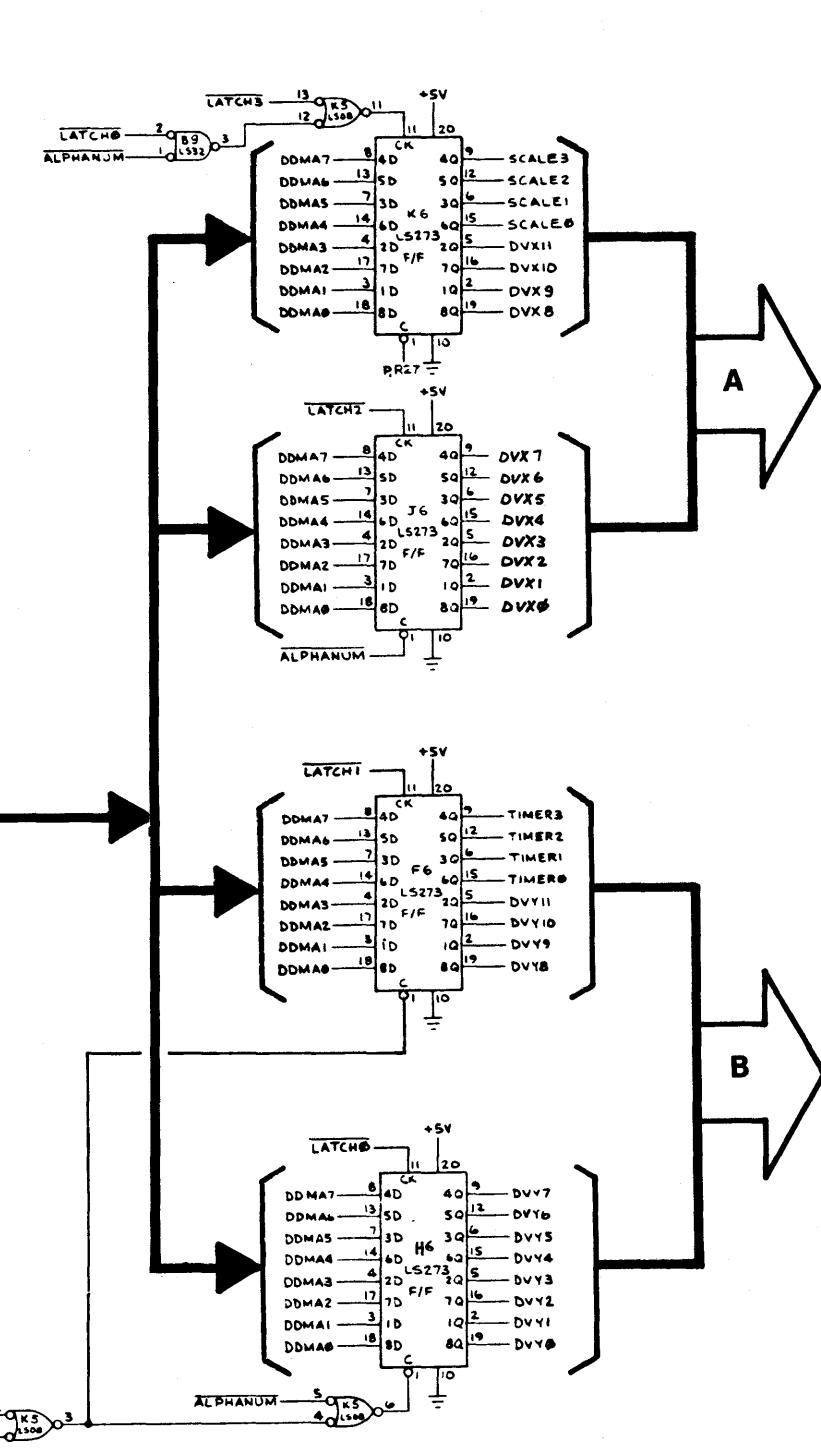 LATCH3 13 K5 LS08 11 +5V
12
LATCH0 2 B9 LS32 3
ALPHANUM 1
11 20
CK
DDMA7 8 4D 4Q 9 SCALE3
DDMA6 13 5D 5Q 12 SCALE2
DDMA5 7 3D 3Q 6 SCALE1
DDMA4 14 6D 6Q 15 SCALE0
DDMA3 4 2D 2Q 5 DVX11
DDMA2 17 7D 7Q 16 DVX10
DDMA1 3 1D 1Q 2 DVX9
DDMA0 18 8D 8Q 19 DVX8
K6
LS273
F/F
C
1 10
A
+5V
LATCH2
11 20
CK
DDMA7 8 4D 4Q 9 DVX7
DDMA6 13 5D 5Q 12 DVX6
DDMA5 7 3D 3Q 6 DVX5
DDMA4 14 6D 6Q 15 DVX4
DDMA3 4 2D 2Q 5 DVX3
DDMA2 17 7D 7Q 16 DVX2
DDMA1 3 1D 1Q 2 DVX1
DDMA0 18 8D 8Q 19 DVX0
J6
LS273
F/F
C
1 10
ALPHANUM
+5V
LATCH1
11 20
CK
DDMA7 8 4D 4Q 9 TIMER3
DDMA6 13 5D 5Q 12 TIMER2
DDMA5 7 3D 3Q 6 TIMER1
DDMA4 14 6D 6Q 15 TIMER0
DDMA3 4 2D 2Q 5 DVY11
DDMA2 17 7D 7Q 16 DVY10
DDMA1 3 1D 1Q 2 DVY9
DDMA0 18 8D 8Q 19 DVY8
F6
LS273
F/F
C
1 10
B
+5V
LATCH0
11 20
CK
DDMA7 8 4D 4Q 9 DVY7
DDMA6 13 5D 5Q 12 DVY6
DDMA5 7 3D 3Q 6 DVY5
DDMA4 14 6D 6Q 15 DVY4
DDMA3 4 2D 2Q 5 DVY3
DDMA2 17 7D 7Q 16 DVY2
DDMA1 3 1D 1Q 2 DVY1
DDMA0 18 8D 8Q 19 DVY0
H6
LS273
F/F
C
1 10
ALPHANUM 5 K5 LS08 6
4
K5 LS08 3